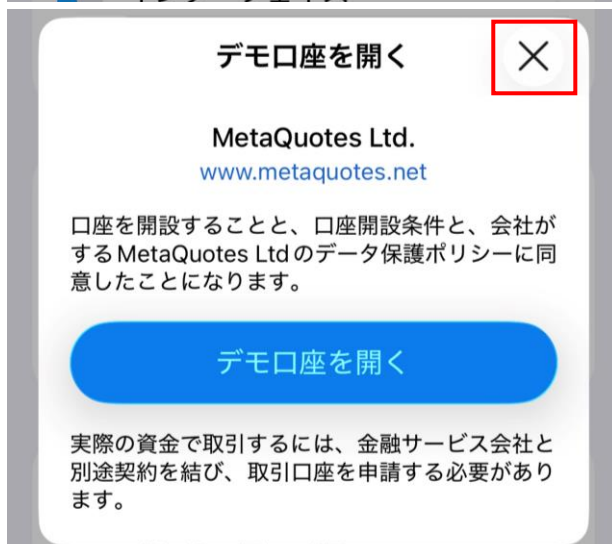 デモ口座を開く
MetaQuotes Ltd.
www.metaquotes.net
口座を開設することと、口座開設条件と、会社が
するMetaQuotes Ltdのデータ保護ポリシーに同
意したことになります。
デモ口座を開く
実際の資金で取引するには、金融サービス会社と
別途契約を結び、取引口座を申請する必要があり
ます。